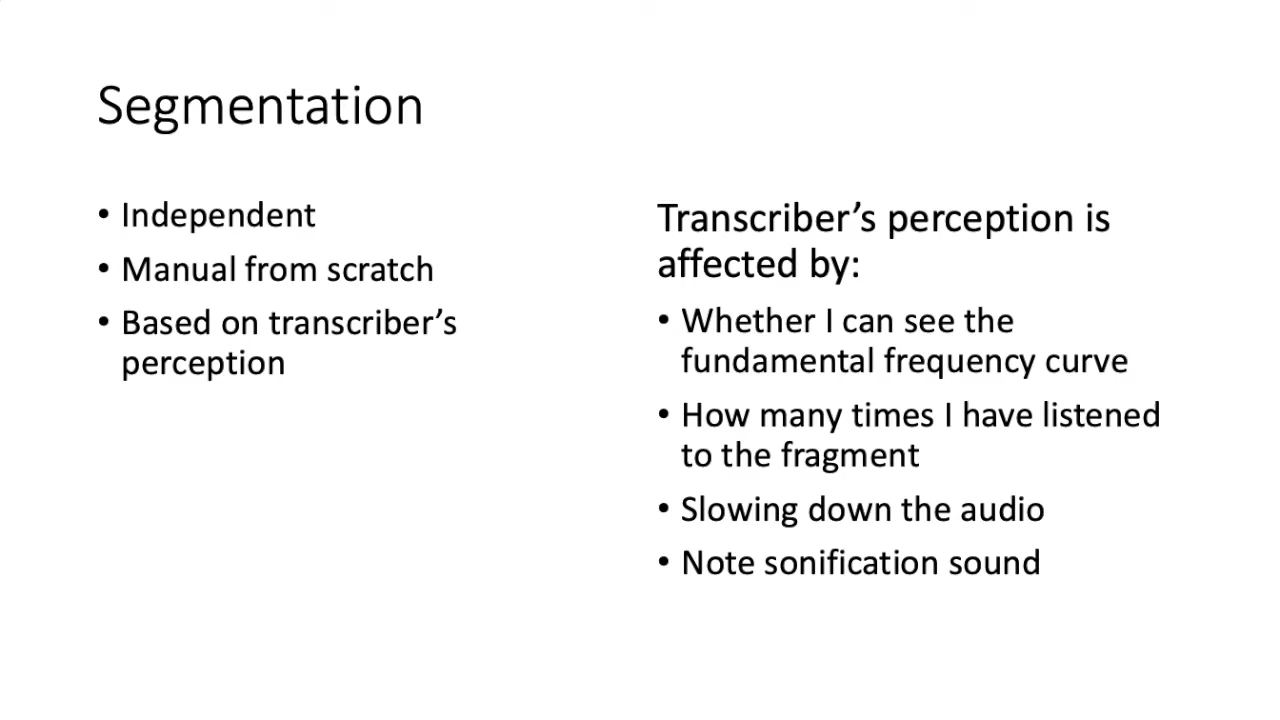 Segmentation
• Independent
• Manual from scratch
• Based on transcriber’s
perception
Transcriber’s perception is
affected by:
• Whether I can see the
fundamental frequency curve
• How many times I have listened
to the fragment
• Slowing down the audio
• Note sonification sound